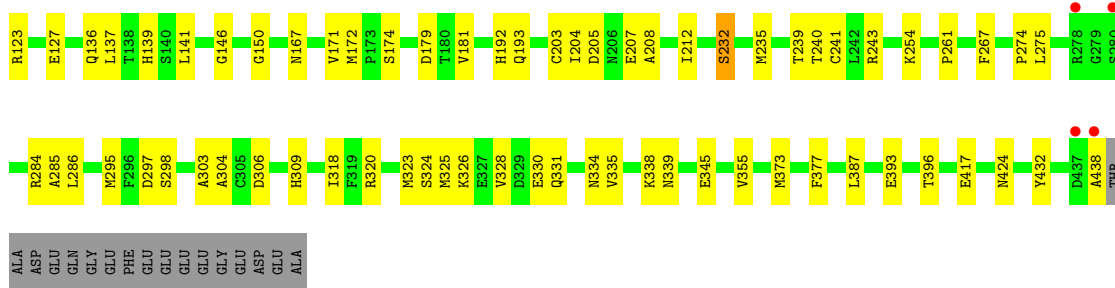 R123 E127 Q136 L137 T138 H139 S140 L141 G146 G150 N167 V171 M172 P173 S174 D179 T180 V181 H192 Q193 C203 I204 D205 N206 E207 A208 I212 S232 M235 T239 T240 C241 L242 R243 K254 P261 F267 P274 L275 R278 G279 S280
R284 A285 L286 M295 F296 D297 S298 A303 A304 C305 D306 H309 I318 F319 R320 M323 S324 M325 K326 E327 V328 D329 E330 Q331 N334 V335 K338 N339 E345 V355 M373 F377 L387 E393 T396 E417 N424 Y432 D437 A438 THR
ALA ASP GLU GLN GLY GLU PHE GLU GLU GLU GLU GLY GLU ASP GLU ALA